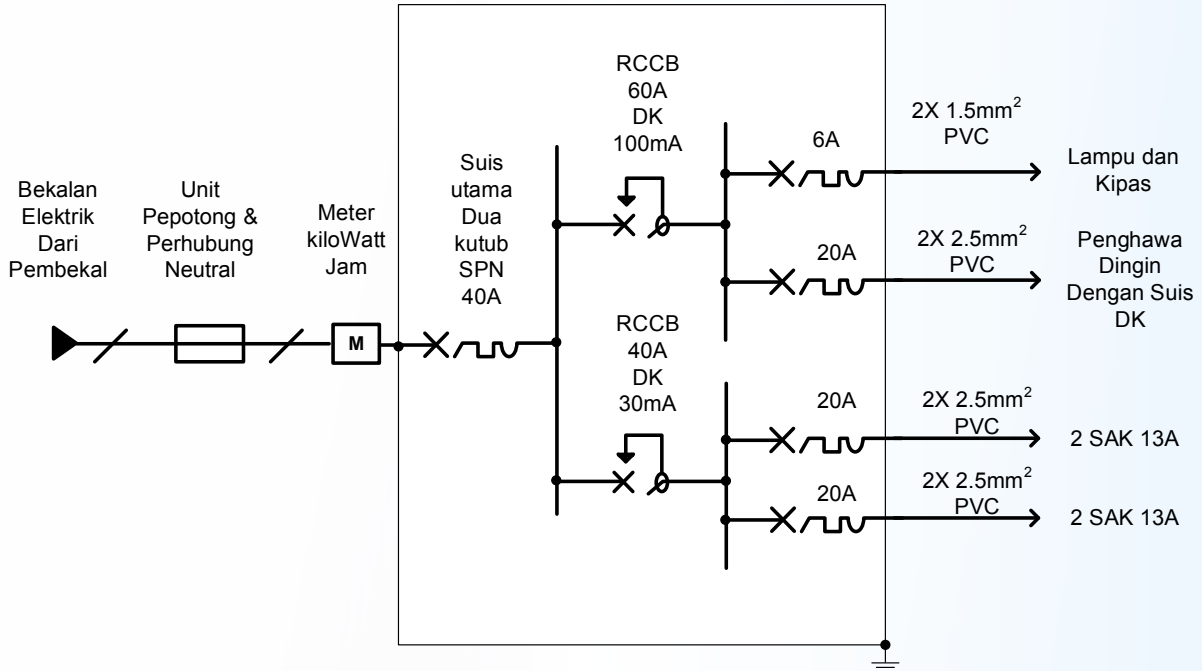 Bekalan
Elektrik
Dari
Pembekal
Unit
Pepotong &
Perhubung
Neutral
Meter
kiloWatt
Jam
M
Suis
utama
Dua
kutub
SPN
40A
RCCB
60A
DK
100mA
RCCB
40A
DK
30mA
6A
2X 1.5mm²
PVC
Lampu dan
Kipas
20A
2X 2.5mm²
PVC
Penghawa
Dingin
Dengan Suis
DK
20A
2X 2.5mm²
PVC
2 SAK 13A
20A
2X 2.5mm²
PVC
2 SAK 13A